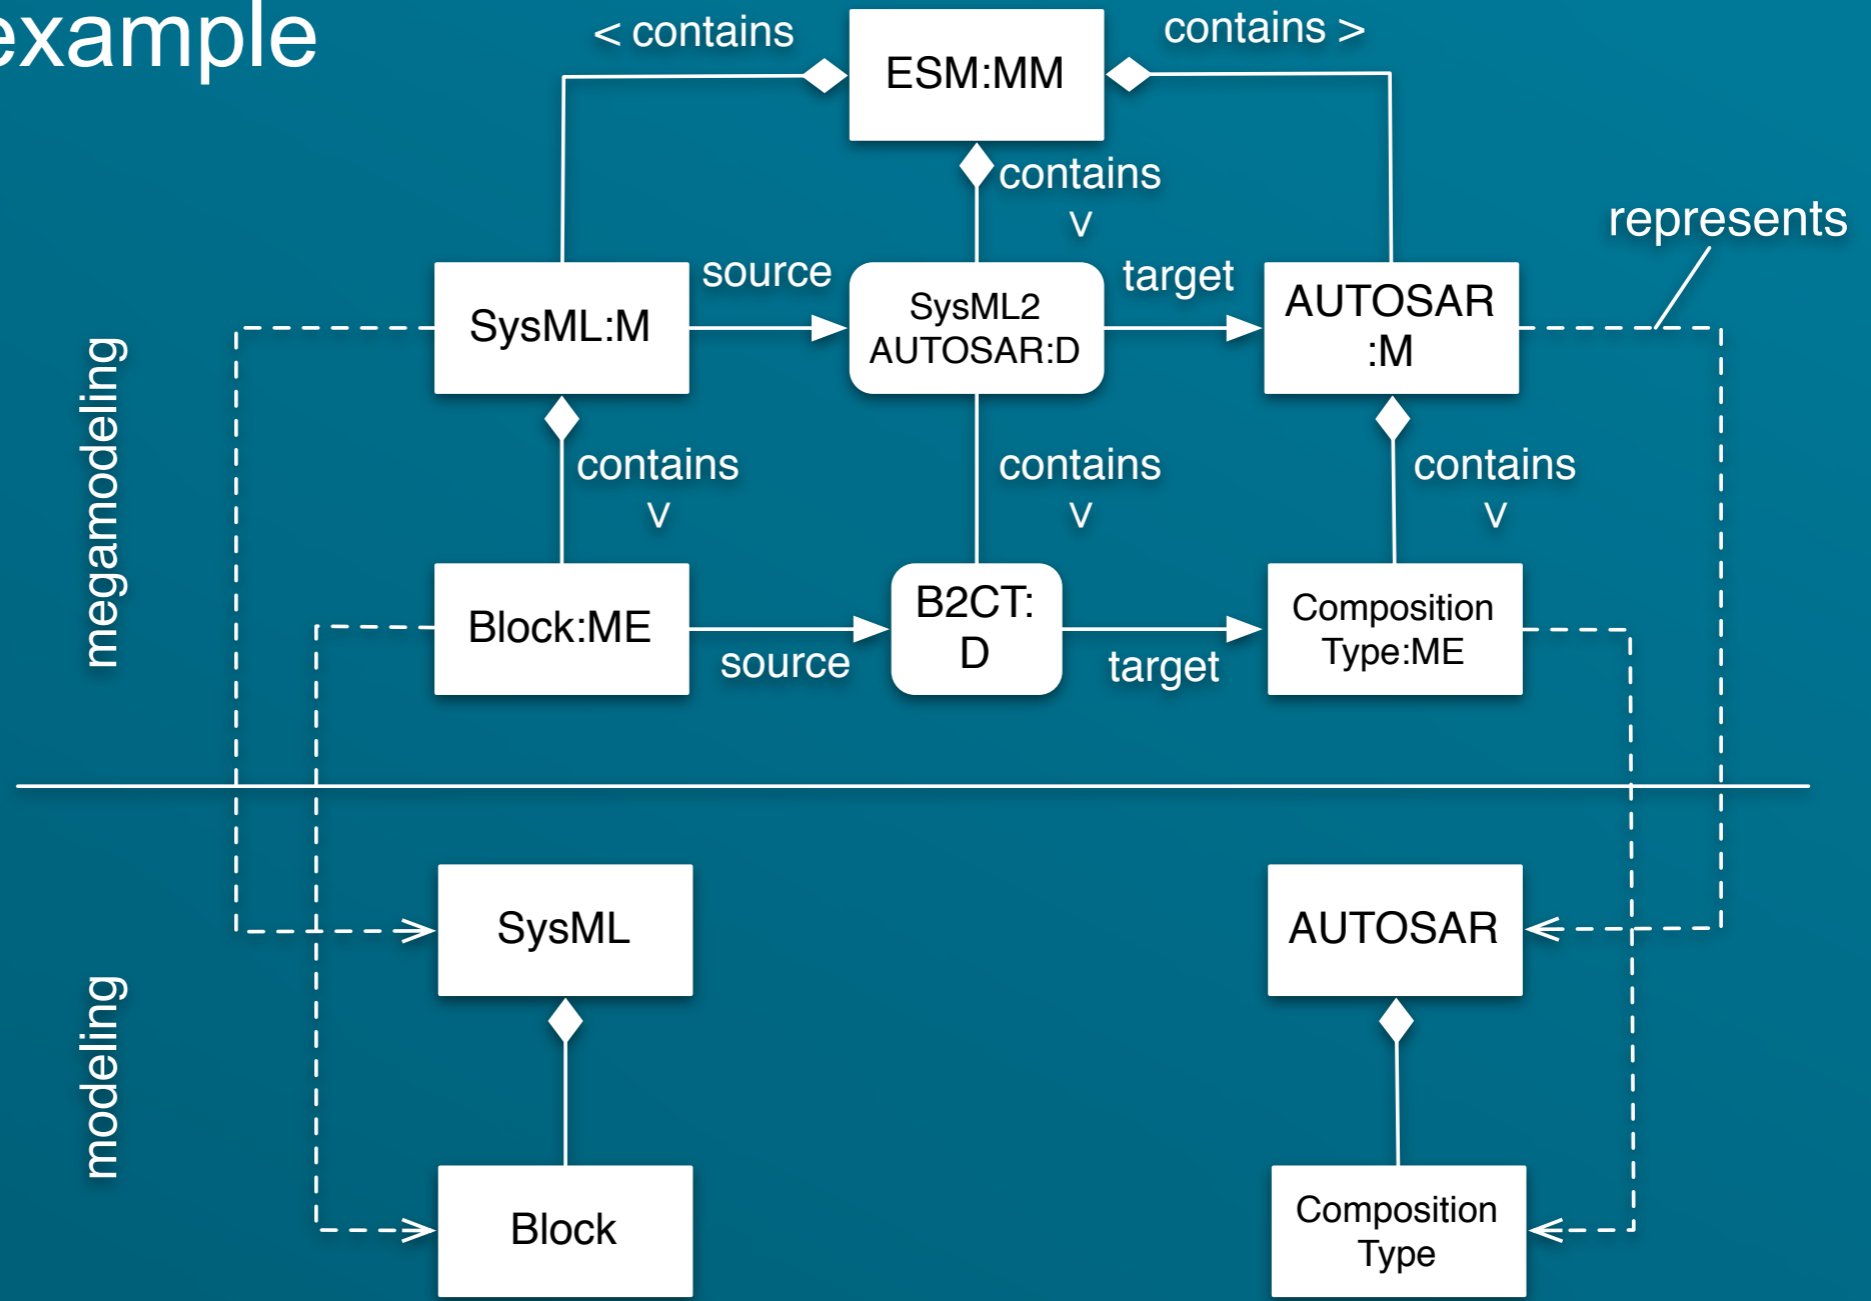 example
< contains
contains >
ESM:MM
contains
V
represents
source
target
SysML:M
SysML2
AUTOSAR:D
AUTOSAR
:M
megamodeling
contains
V
contains
V
contains
V
Block:ME
B2CT:
D
Composition
Type:ME
source
target
SysML
AUTOSAR
modeling
Block
Composition
Type